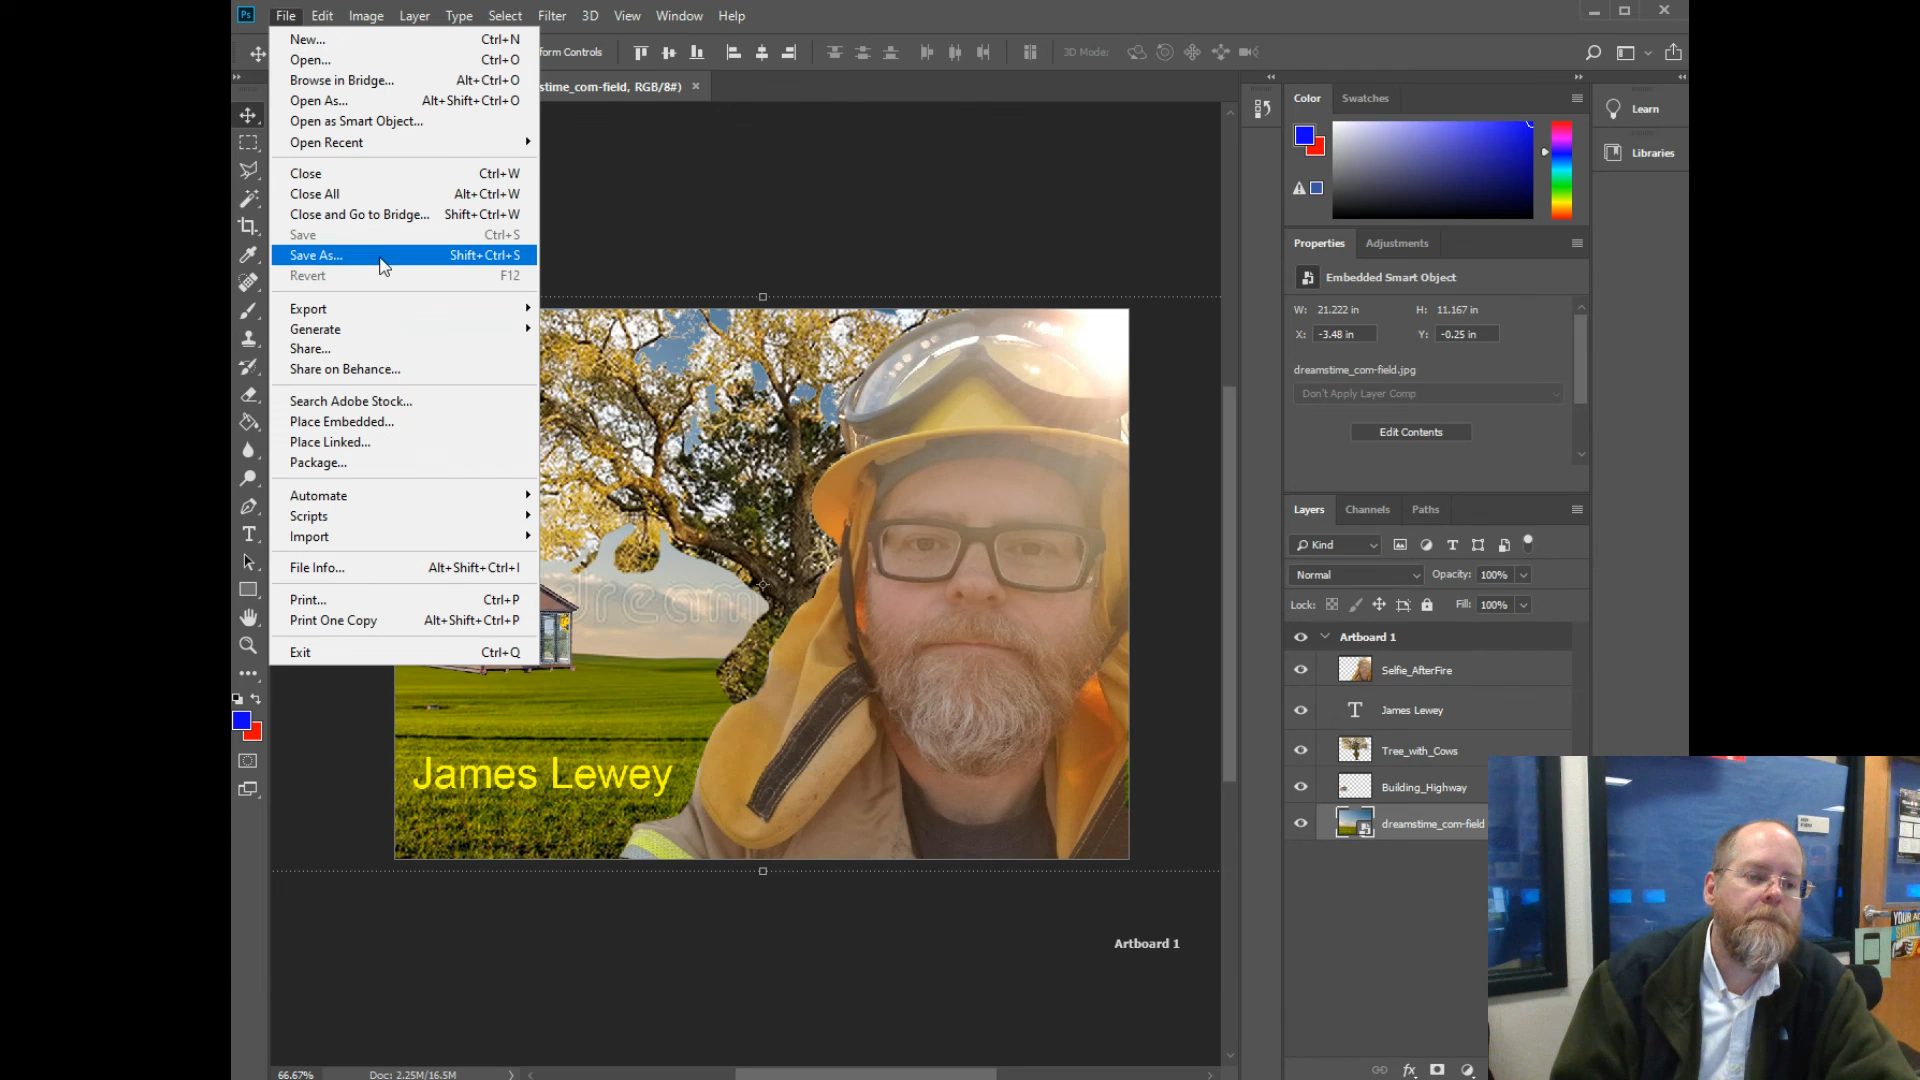 Ps File Edit Image Layer Type Select Filter 3D View Window Help
form Controls 3D Mode:
stime_com-field, RGB/8#) ×
New... Ctrl+N
Open... Ctrl+O
Browse in Bridge... Alt+Ctrl+O
Open As... Alt+Shift+Ctrl+O
Open as Smart Object...
Open Recent
Close Ctrl+W
Close All Alt+Ctrl+W
Close and Go to Bridge... Shift+Ctrl+W
Save Ctrl+S
Save As... Shift+Ctrl+S
Revert F12
Export
Generate
Share...
Share on Behance...
Search Adobe Stock...
Place Embedded...
Place Linked...
Package...
Automate
Scripts
Import
File Info... Alt+Shift+Ctrl+I
Print... Ctrl+P
Print One Copy Alt+Shift+Ctrl+P
Exit Ctrl+Q
dream
James Lewey
Artboard 1
66.67% Doc: 2.25M/16.5M
Color Swatches
Learn
Libraries
Properties Adjustments
Embedded Smart Object
W: 21.222 in H: 11.167 in
X: -3.48 in Y: -0.25 in
dreamstime_com-field.jpg
Don't Apply Layer Comp
Edit Contents
Layers Channels Paths
Kind
Normal Opacity: 100%
Lock: Fill: 100%
Artboard 1
Selfie_AfterFire
T James Lewey
Tree_with_Cows
Building_Highway
dreamstime_com-field
fx
YOUR